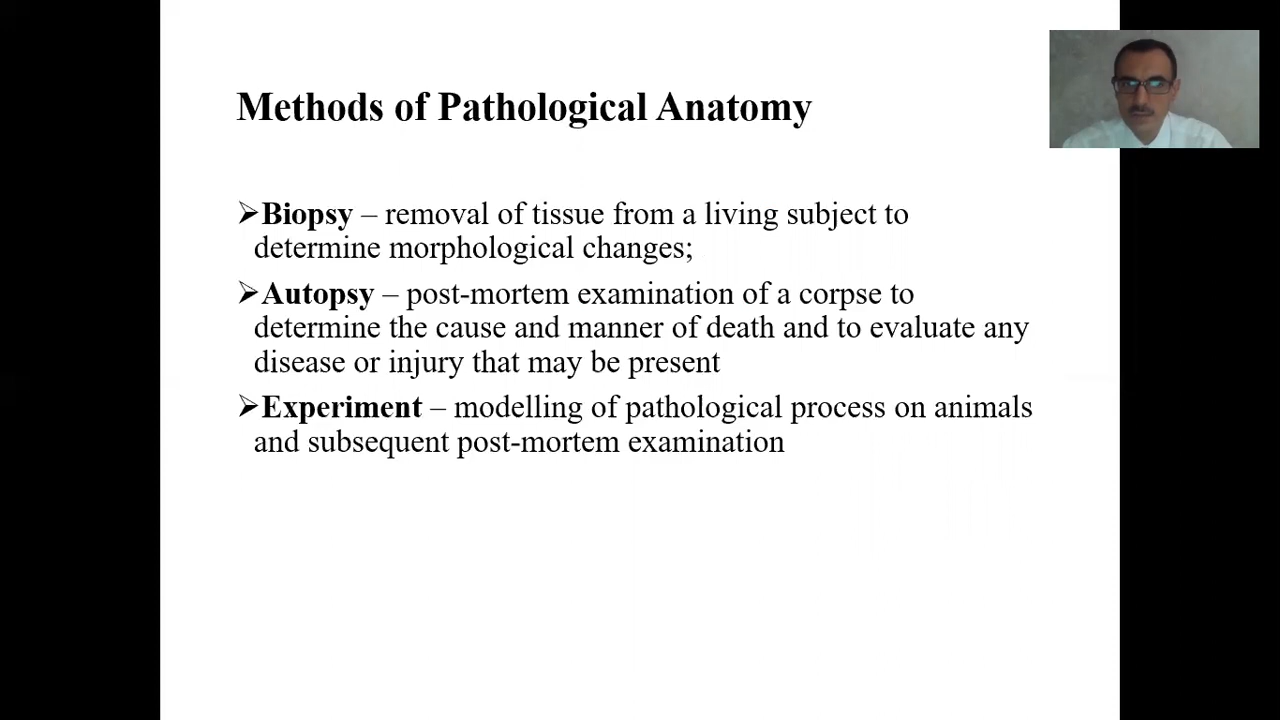 Methods of Pathological Anatomy
➢Biopsy – removal of tissue from a living subject to
determine morphological changes;
➢Autopsy – post-mortem examination of a corpse to
determine the cause and manner of death and to evaluate any
disease or injury that may be present
➢Experiment – modelling of pathological process on animals
and subsequent post-mortem examination